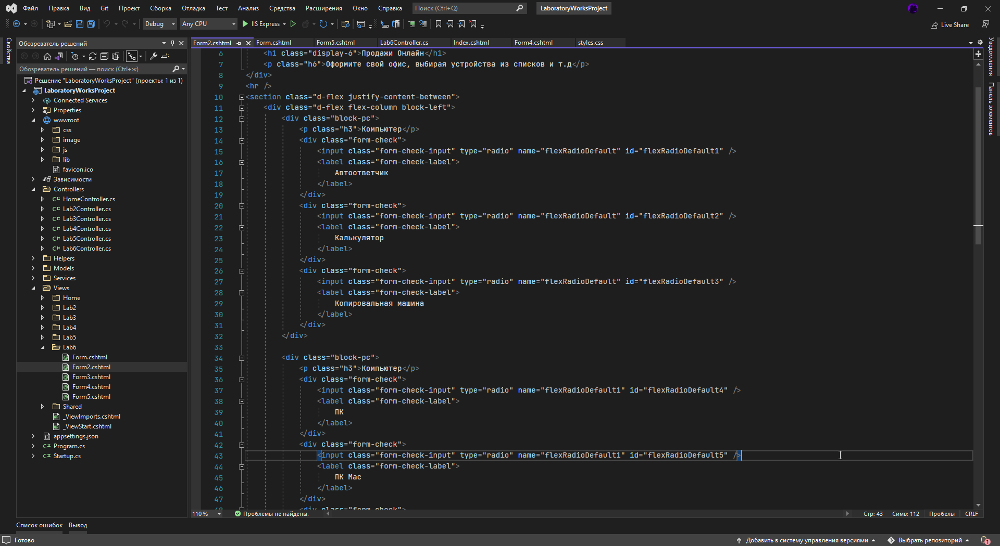 Файл Правка Вид Git Проект Сборка Отладка Тест Анализ Средства Расширения Окно Справка Поиск (Ctrl+Q) LaboratoryWorksProject
Debug Any CPU IIS Express Live Share
Свойства
Обозреватель решений
Обозреватель решений — поиск (Ctrl+ж)
Решение "LaboratoryWorksProject" (проекты: 1 из 1)
LaboratoryWorksProject
Connected Services
Properties
wwwroot
css
image
js
lib
favicon.ico
Зависимости
Controllers
C# HomeController.cs
C# Lab2Controller.cs
C# Lab3Controller.cs
C# Lab4Controller.cs
C# Lab5Controller.cs
C# Lab6Controller.cs
Helpers
Models
Services
Views
Home
Lab2
Lab3
Lab4
Lab5
Lab6
Form.cshtml
Form2.cshtml
Form3.cshtml
Form4.cshtml
Form5.cshtml
Shared
_ViewImports.cshtml
_ViewStart.cshtml
appsettings.json
C# Program.cs
C# Startup.cs
Form2.cshtml Form.cshtml Form5.cshtml Lab6Controller.cs Index.cshtml Form4.cshtml styles.css
6 <h1 class="display-6">Продажи Онлайн</h1>
7 <p class="h6">Оформите свой офис, выбирая устройства из списков и т.д</p>
8 </div>
9 <hr />
10 <section class="d-flex justify-content-between">
11 <div class="d-flex flex-column block-left">
12 <div class="block-pc">
13 <p class="h3">Компьютер</p>
14 <div class="form-check">
15 <input class="form-check-input" type="radio" name="flexRadioDefault" id="flexRadioDefault1" />
16 <label class="form-check-label">
17 Автоответчик
18 </label>
19 </div>
20 <div class="form-check">
21 <input class="form-check-input" type="radio" name="flexRadioDefault" id="flexRadioDefault2" />
22 <label class="form-check-label">
23 Калькулятор
24 </label>
25 </div>
26 <div class="form-check">
27 <input class="form-check-input" type="radio" name="flexRadioDefault" id="flexRadioDefault3" />
28 <label class="form-check-label">
29 Копировальная машина
30 </label>
31 </div>
32 </div>
33
34 <div class="block-pc">
35 <p class="h3">Компьютер</p>
36 <div class="form-check">
37 <input class="form-check-input" type="radio" name="flexRadioDefault1" id="flexRadioDefault4" />
38 <label class="form-check-label">
39 ПК
40 </label>
41 </div>
42 <div class="form-check">
43 <input class="form-check-input" type="radio" name="flexRadioDefault1" id="flexRadioDefault5" />
44 <label class="form-check-label">
45 ПК Mac
46 </label>
47 </div>
48 <div class="form-check">
110 % Проблемы не найдены. Стр: 43 Симв: 112 Пробелы CRLF
Уведомления
Панель элементов
Список ошибок Вывод
Готово Добавить в систему управления версиями Выбрать репозиторий 1